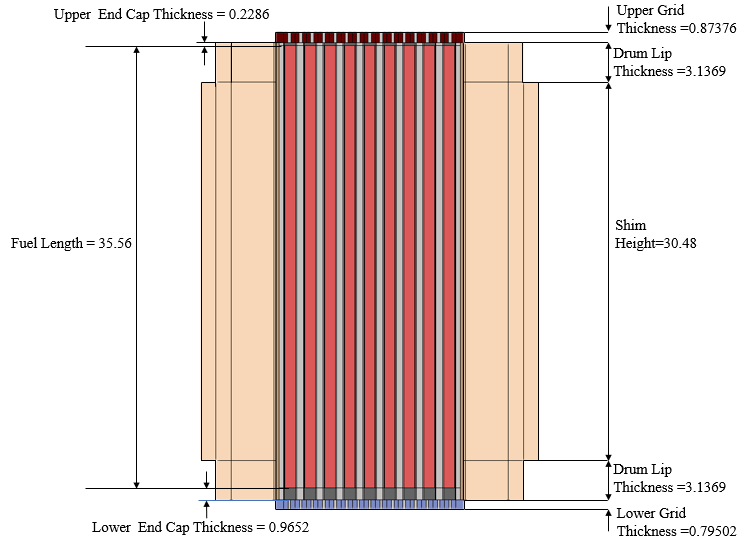 Upper End Cap Thickness = 0.2286
Upper Grid
Thickness =0.87376
Drum Lip
Thickness =3.1369
Fuel Length = 35.56
Shim
Height=30.48
Drum Lip
Thickness =3.1369
Lower End Cap Thickness = 0.9652
Lower Grid
Thickness =0.79502